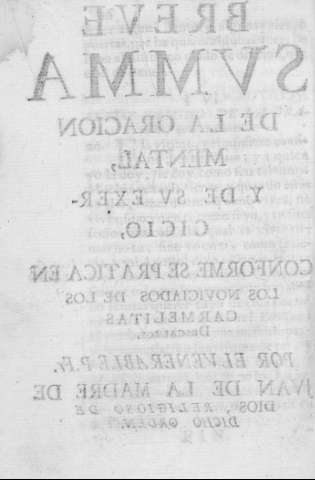 BREVE
SVMMA
DE LA ORACION
MENTAL,
Y DE SV EXER-
CICIO,
CONFORME SE PRATICA EN
LOS NOVICIADOS DE LOS
CARMELITAS
Descalços.
POR EL VENERABLE P. Fr.
JVAN DE LA MADRE DE
DIOS, RELIGIOSO DE
DICHO ORDEN.